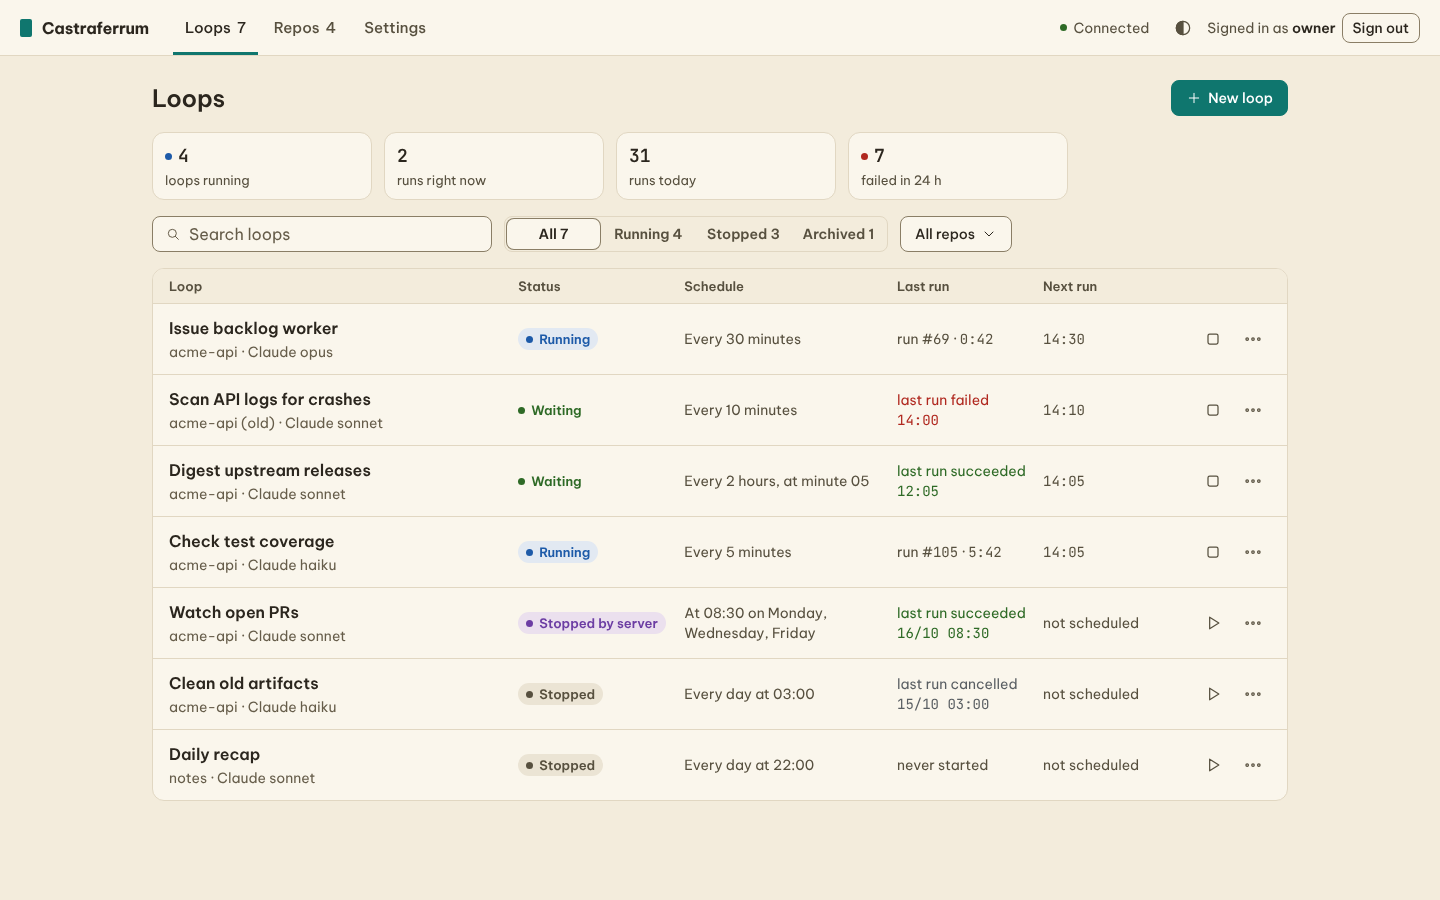 Castraferrum Loops 7 Repos 4 Settings Connected Signed in as owner Sign out
Loops
New loop
4
loops running
2
runs right now
31
runs today
7
failed in 24 h
Search loops
All 7 Running 4 Stopped 3 Archived 1
All repos
Loop Status Schedule Last run Next run
Issue backlog worker
acme-api · Claude opus
Running
Every 30 minutes
run #69 · 0:42
14:30
Scan API logs for crashes
acme-api (old) · Claude sonnet
Waiting
Every 10 minutes
last run failed
14:00
14:10
Digest upstream releases
acme-api · Claude sonnet
Waiting
Every 2 hours, at minute 05
last run succeeded
12:05
14:05
Check test coverage
acme-api · Claude haiku
Running
Every 5 minutes
run #105 · 5:42
14:05
Watch open PRs
acme-api · Claude sonnet
Stopped by server
At 08:30 on Monday,
Wednesday, Friday
last run succeeded
16/10 08:30
not scheduled
Clean old artifacts
acme-api · Claude haiku
Stopped
Every day at 03:00
last run cancelled
15/10 03:00
not scheduled
Daily recap
notes · Claude sonnet
Stopped
Every day at 22:00
never started
not scheduled